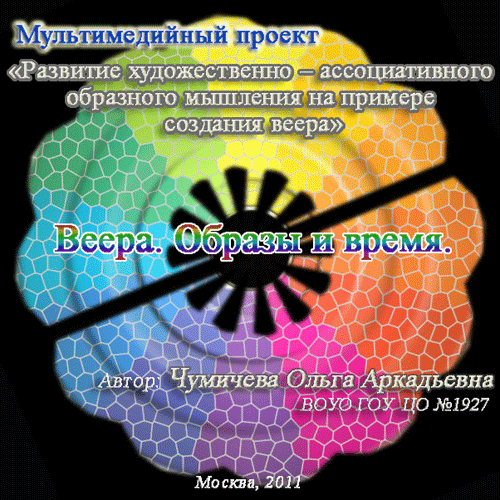 Мультимедийный проект
«Развитие художественно – ассоциативного
образного мышления на примере
создания веера»
Веера. Образы и время.
Автор: Чумичева Ольга Аркадьевна
ВОУО ГОУ ЦО №1927
Москва, 2011